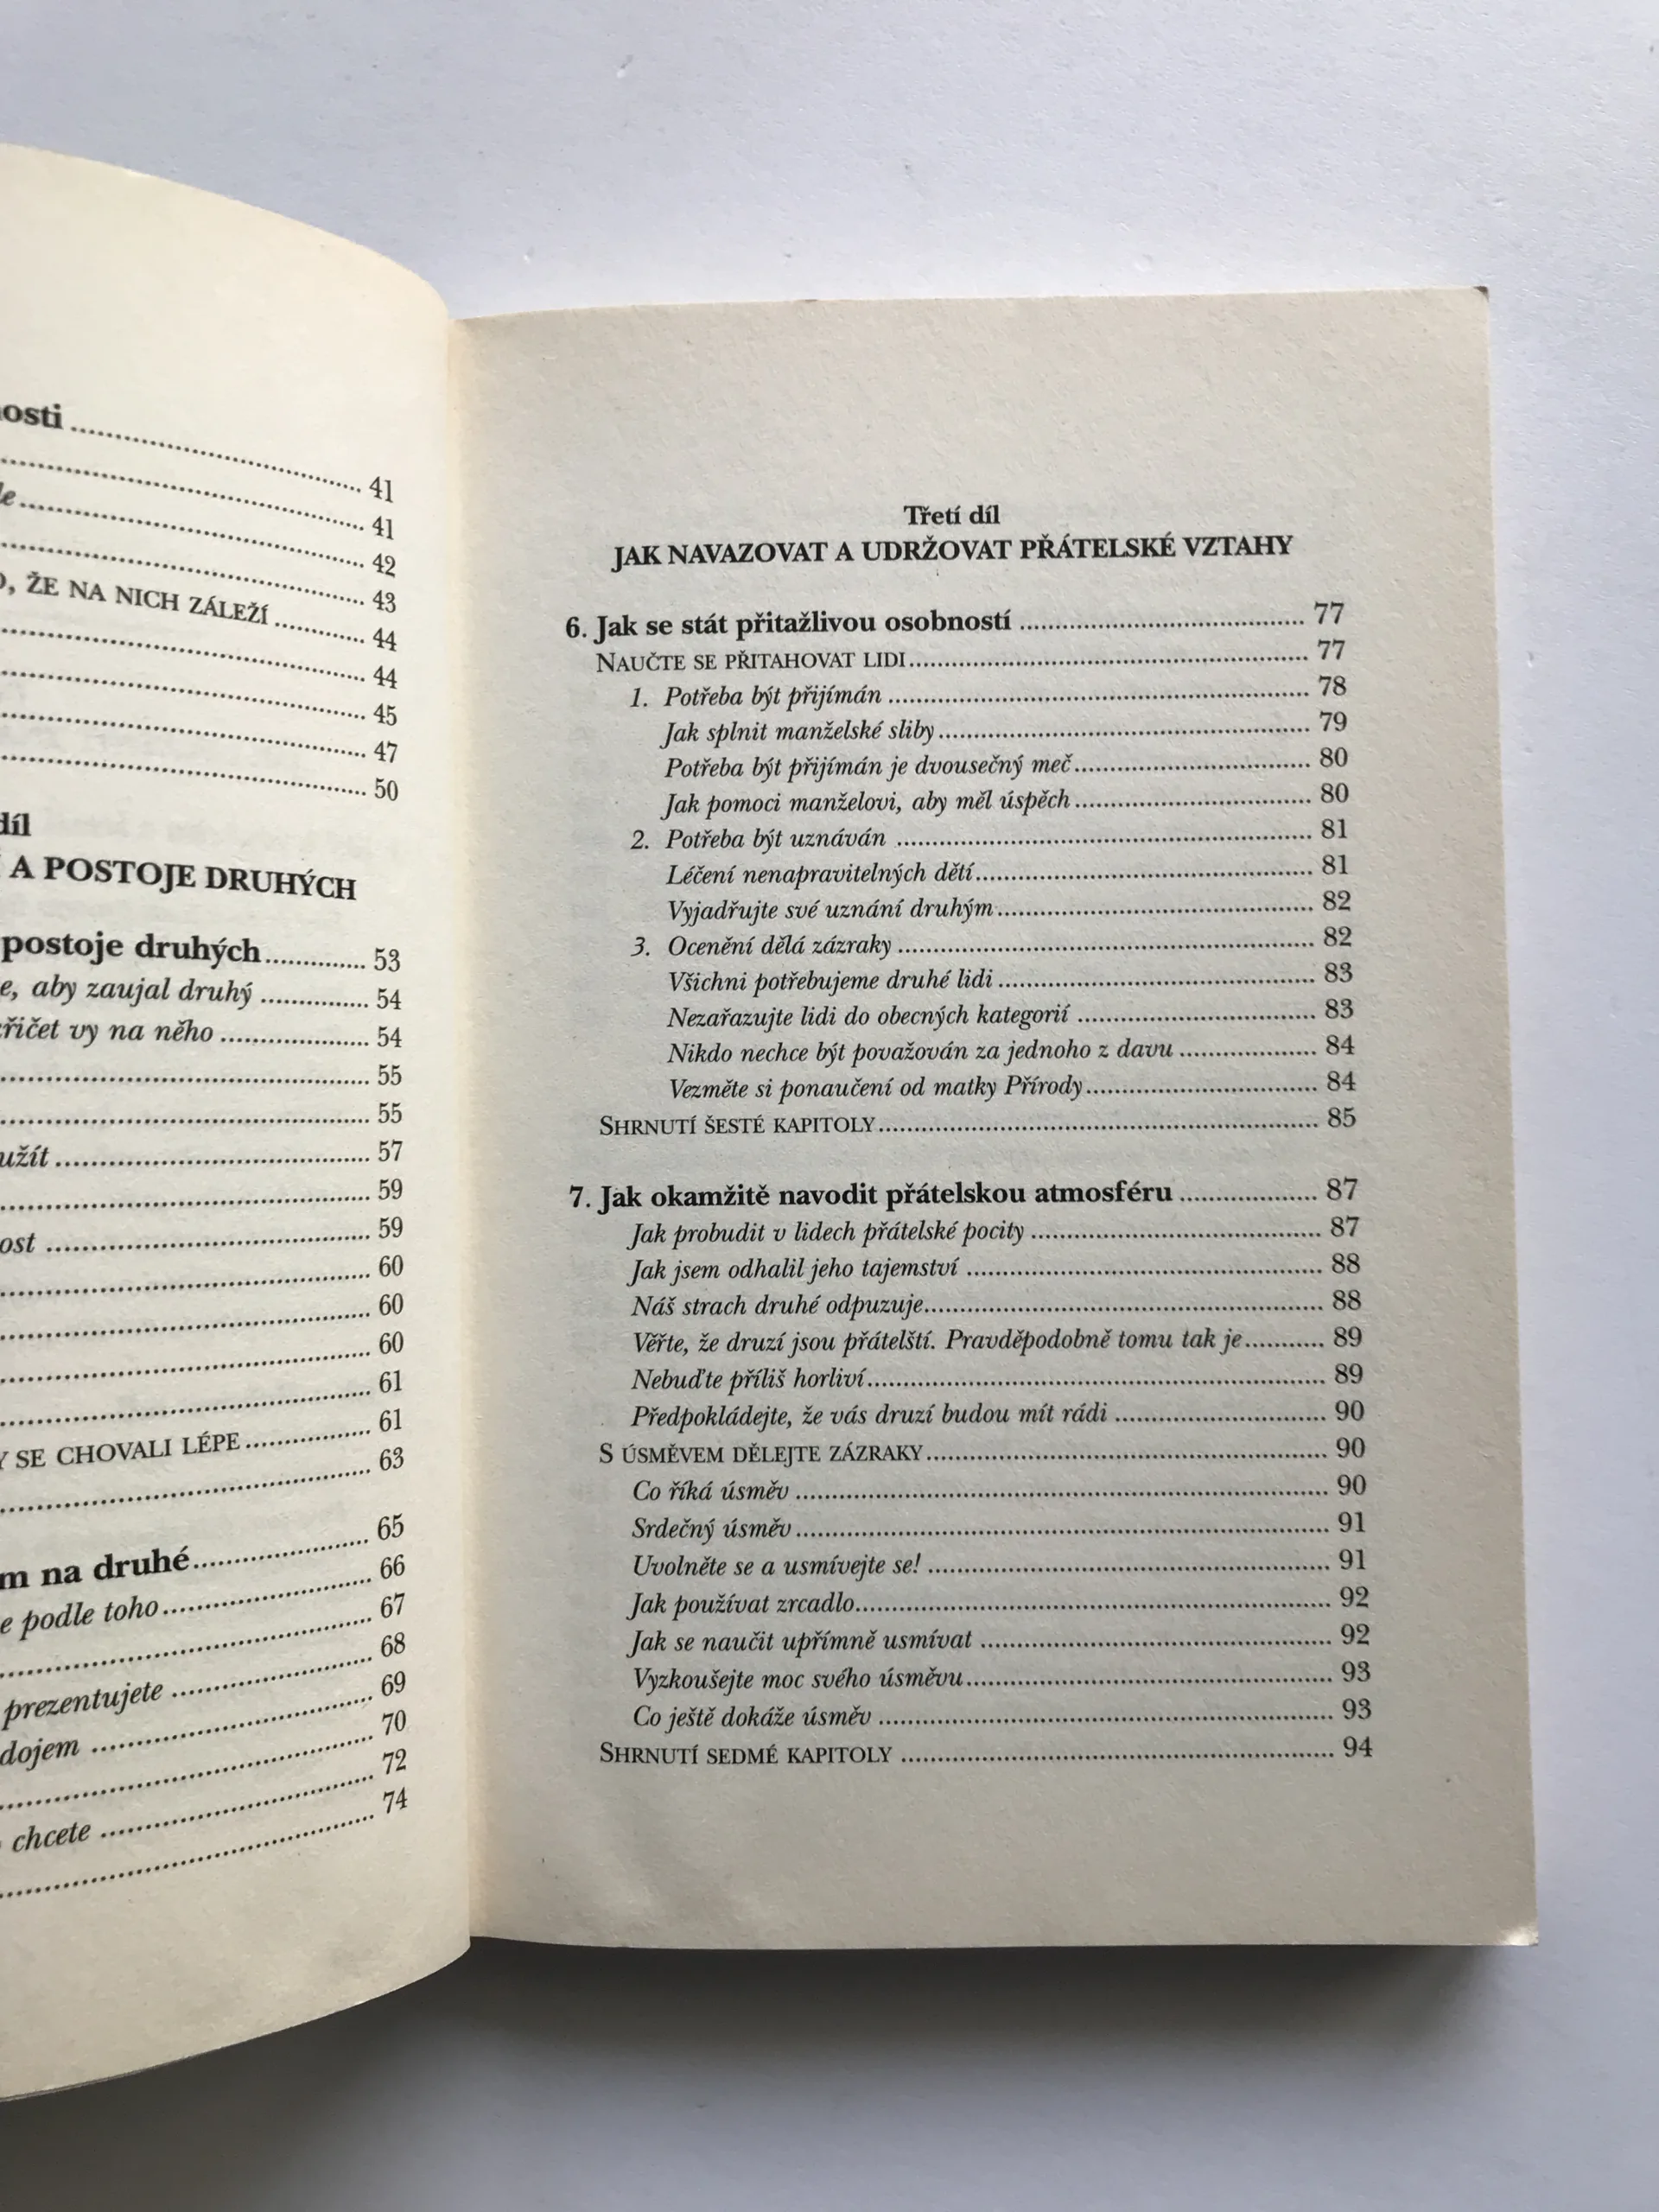 osti ... 41
... 41
... 42
... 43
, ŽE NA NICH ZÁLEŽÍ ... 44
... 44
... 45
... 47
... 50
díl
A POSTOJE DRUHÝCH
postoje druhých ... 53
e, aby zaujal druhý ... 54
řičet vy na něho ... 54
... 55
... 55
užít ... 57
... 59
ost ... 59
... 60
... 60
... 60
... 61
Y SE CHOVALI LÉPE ... 61
... 63
m na druhé ... 65
e podle toho ... 66
... 67
prezentujete ... 68
dojem ... 69
... 70
chcete ... 72
... 74
Třetí díl
JAK NAVAZOVAT A UDRŽOVAT PŘÁTELSKÉ VZTAHY
6. Jak se stát přitažlivou osobností ... 77
NAUČTE SE PŘITAHOVAT LIDI ... 77
1. Potřeba být přijímán ... 78
Jak splnit manželské sliby ... 79
Potřeba být přijímán je dvousečný meč ... 80
Jak pomoci manželovi, aby měl úspěch ... 80
2. Potřeba být uznáván ... 81
Léčení nenapravitelných dětí ... 81
Vyjadřujte své uznání druhým ... 82
3. Ocenění dělá zázraky ... 82
Všichni potřebujeme druhé lidi ... 83
Nezařazujte lidi do obecných kategorií ... 83
Nikdo nechce být považován za jednoho z davu ... 84
Vezměte si ponaučení od matky Přírody ... 84
SHRNUTÍ ŠESTÉ KAPITOLY ... 85
7. Jak okamžitě navodit přátelskou atmosféru ... 87
Jak probudit v lidech přátelské pocity ... 87
Jak jsem odhalil jeho tajemství ... 88
Náš strach druhé odpuzuje ... 88
Věřte, že druzí jsou přátelští. Pravděpodobně tomu tak je ... 89
Nebuďte příliš horliví ... 89
Předpokládejte, že vás druzí budou mít rádi ... 90
S ÚSMĚVEM DĚLEJTE ZÁZRAKY ... 90
Co říká úsměv ... 90
Srdečný úsměv ... 91
Uvolněte se a usmívejte se! ... 91
Jak používat zrcadlo ... 92
Jak se naučit upřímně usmívat ... 92
Vyzkoušejte moc svého úsměvu ... 93
Co ještě dokáže úsměv ... 93
SHRNUTÍ SEDMÉ KAPITOLY ... 94